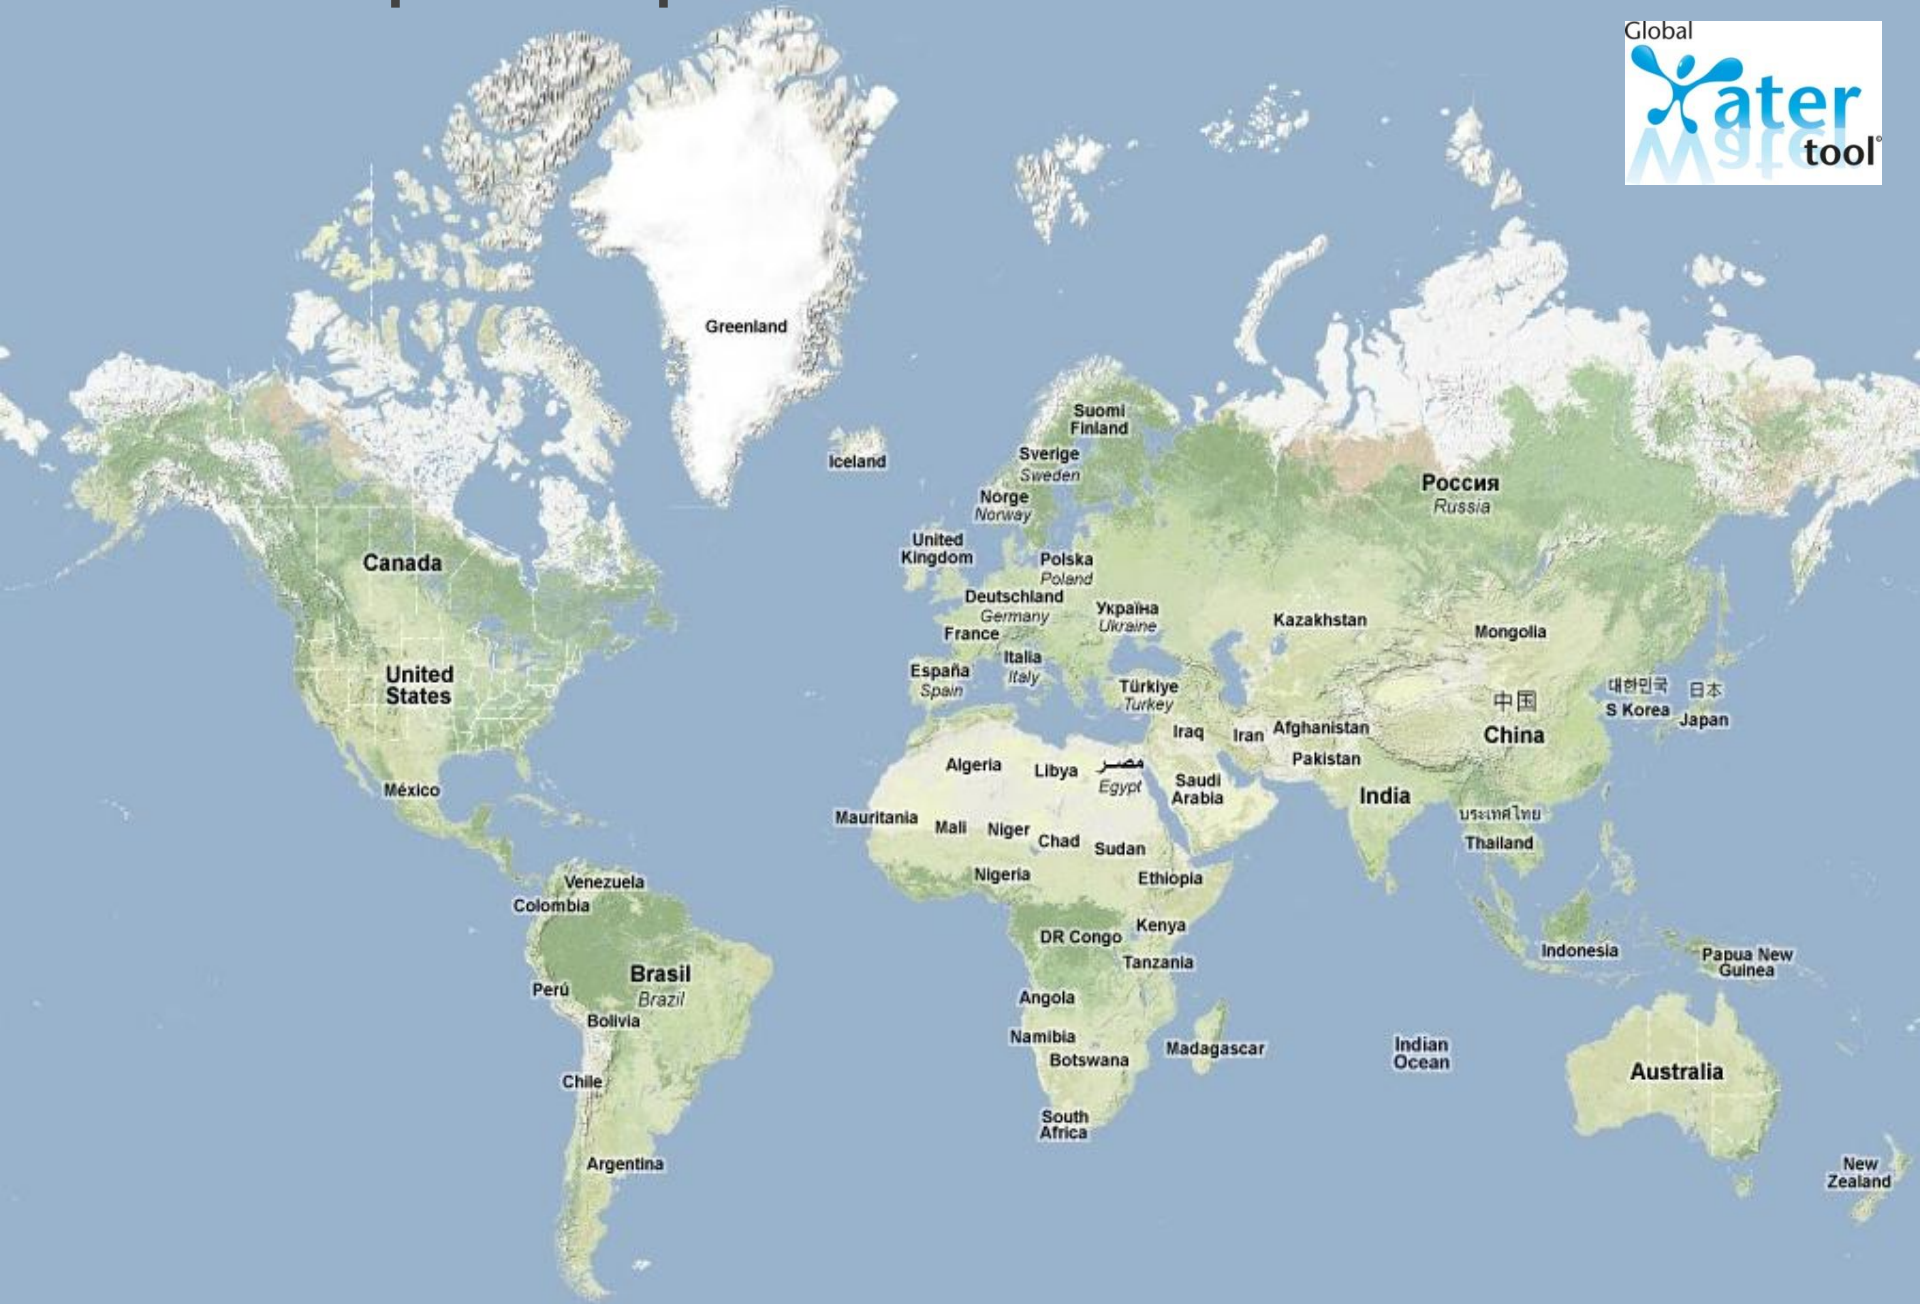 Global
Water
tool
Greenland
Iceland
Suomi
Finland
Sverige
Sweden
Norge
Norway
Россия
Russia
United
Kingdom
Polska
Poland
Deutschland
Germany
Україна
Ukraine
France
Kazakhstan
Mongolia
Canada
United
States
España
Spain
Italia
Italy
Türkiye
Turkey
대한민국
S Korea
日本
Japan
中国
China
Iraq
Iran
Afghanistan
Pakistan
Algeria
Libya
مصر
Egypt
Saudi
Arabia
India
México
Mauritania
Mali
Niger
Chad
Sudan
ประเทศไทย
Thailand
Nigeria
Ethiopia
Venezuela
Colombia
Kenya
DR Congo
Tanzania
Indonesia
Papua New
Guinea
Brasil
Brazil
Perú
Bolivia
Angola
Namibia
Botswana
Madagascar
Indian
Ocean
Australia
Chile
South
Africa
Argentina
New
Zealand